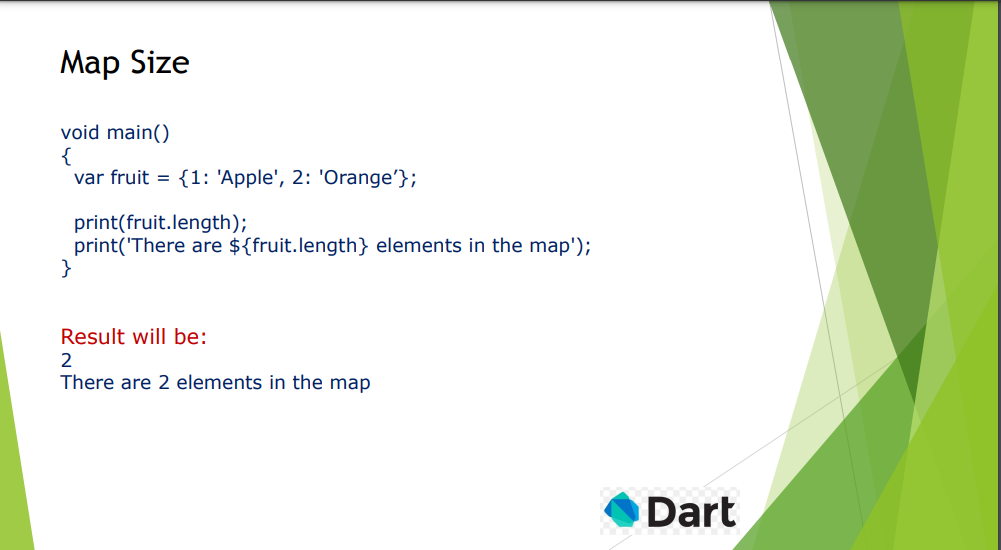 Map Size
void main()
{
var fruit = {1: 'Apple', 2: 'Orange’};
print(fruit.length);
print('There are ${fruit.length} elements in the map');
}
Result will be:
2
There are 2 elements in the map
Dart